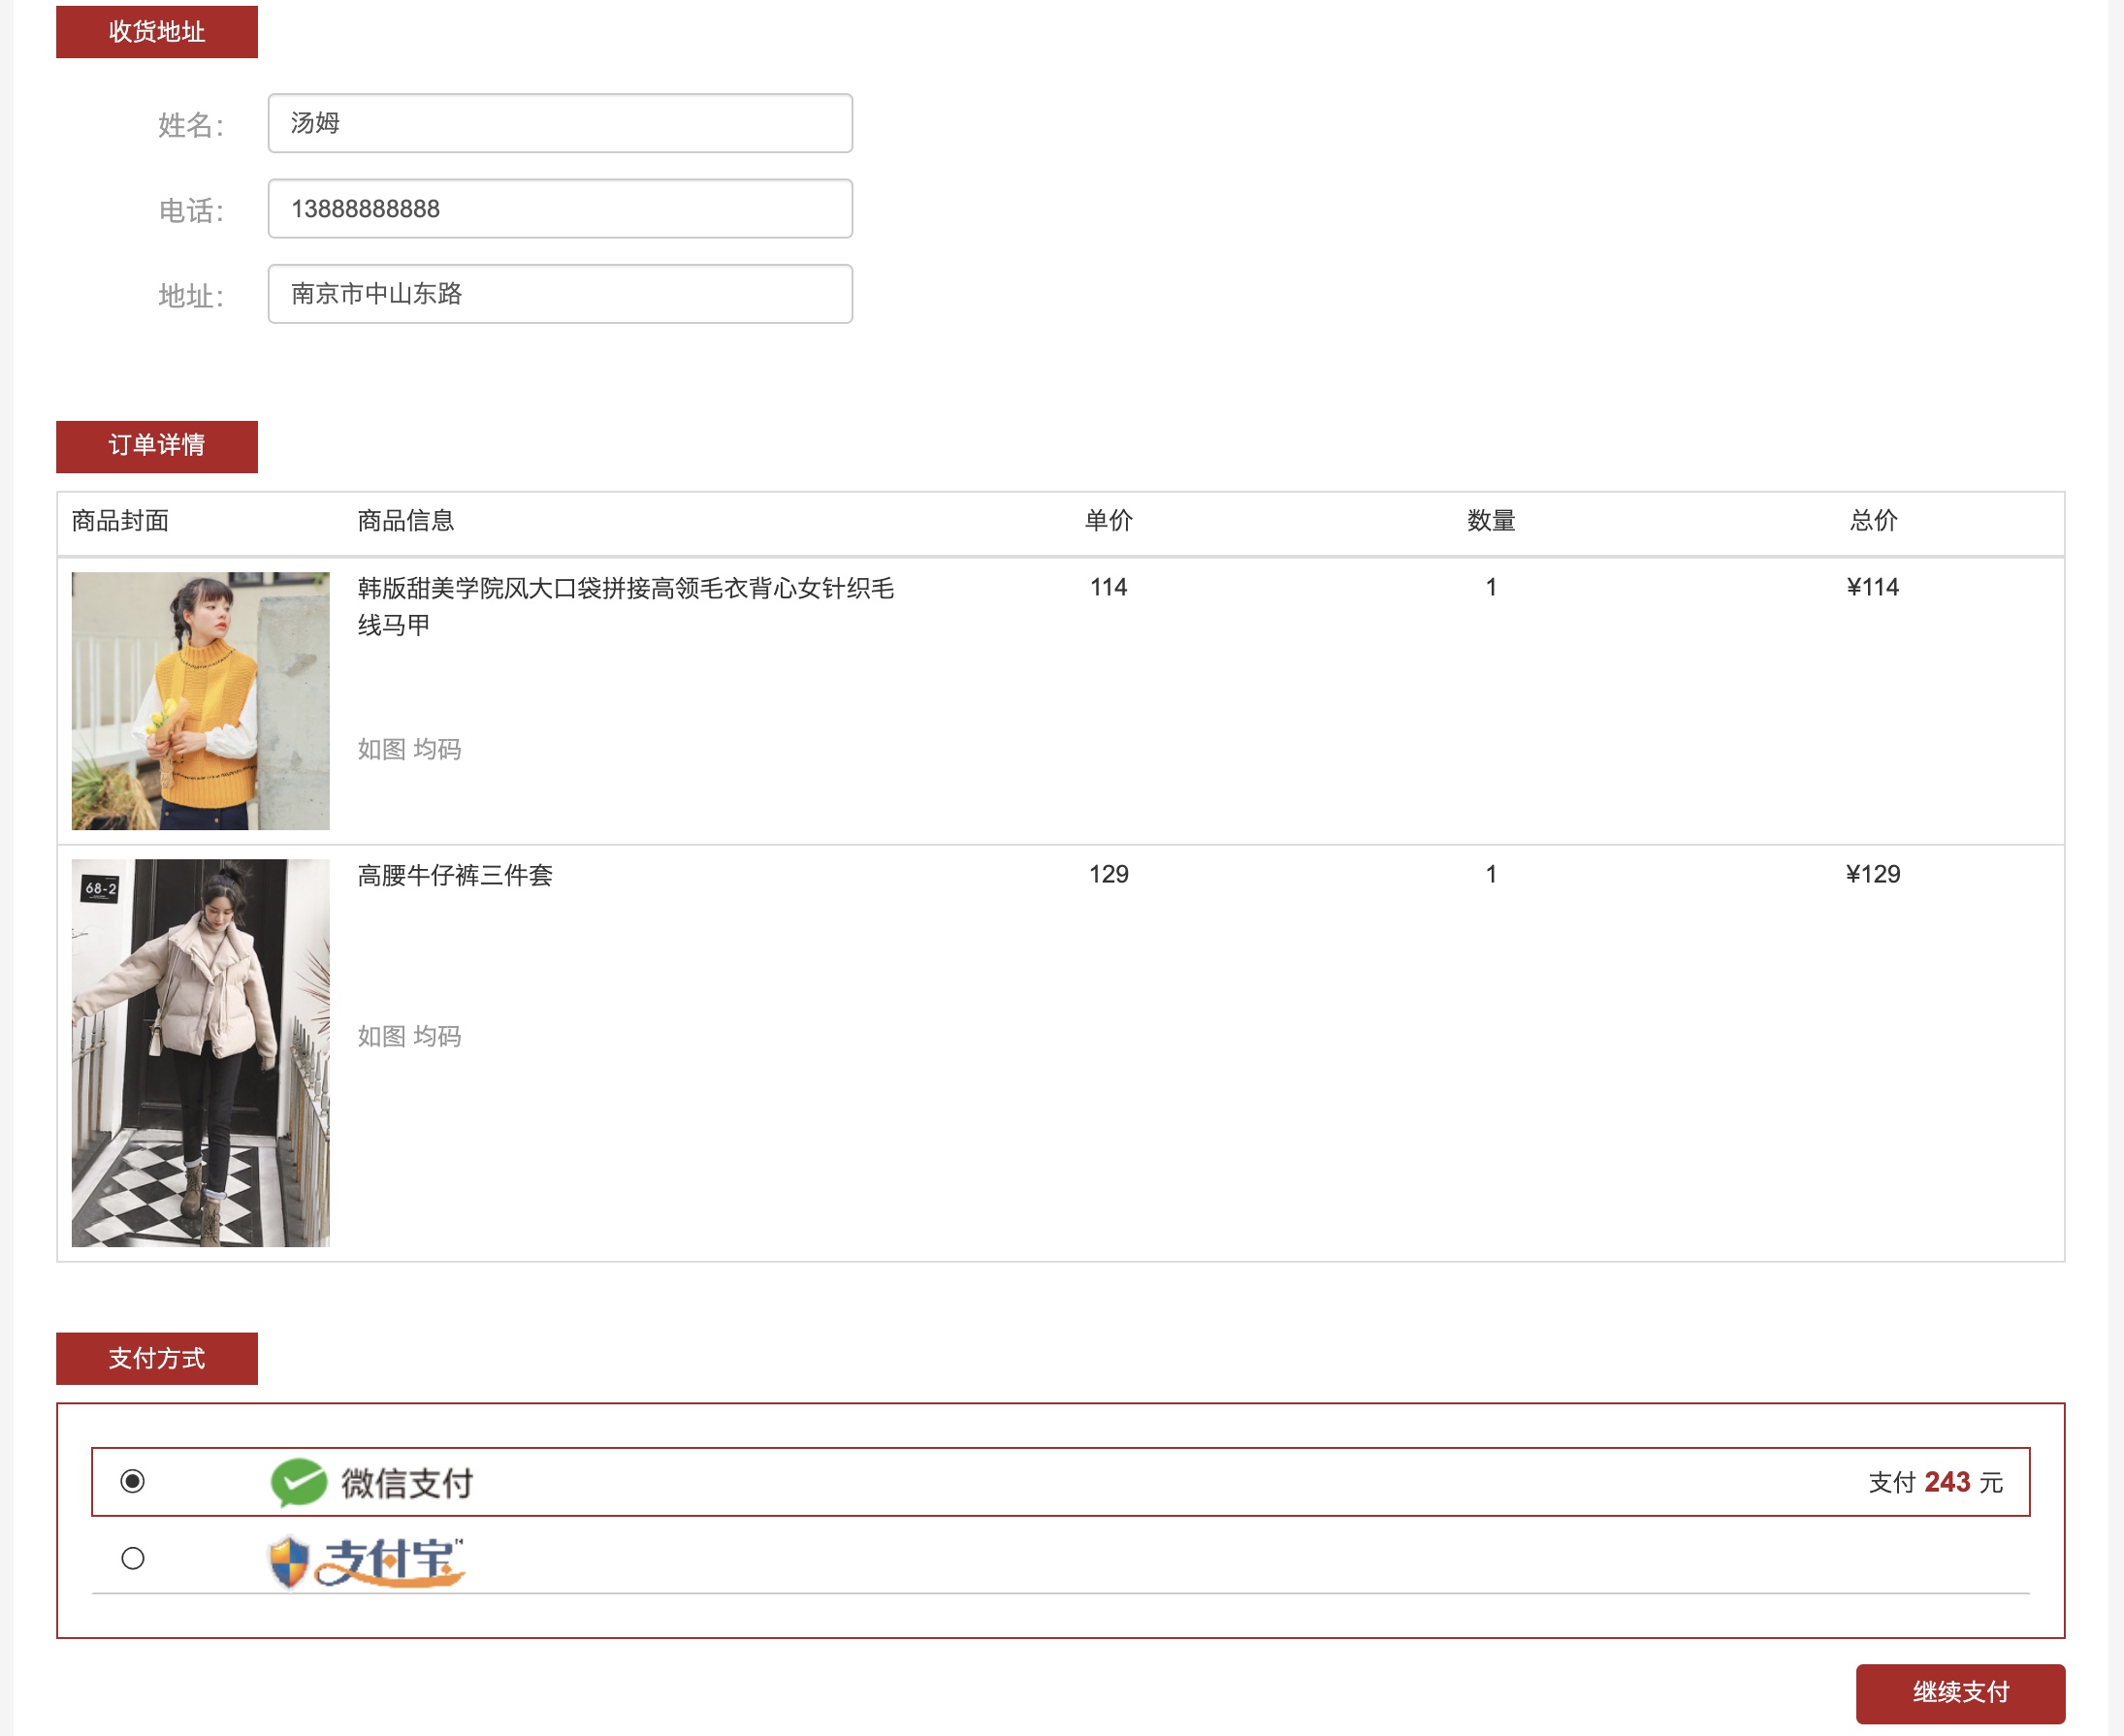 收货地址
姓名：
汤姆
电话：
13888888888
地址：
南京市中山东路
订单详情
商品封面 商品信息 单价 数量 总价
韩版甜美学院风大口袋拼接高领毛衣背心女针织毛 114 1 ¥114
线马甲
如图 均码
68-2
高腰牛仔裤三件套 129 1 ¥129
如图 均码
支付方式
微信支付 支付 243 元
支付宝
继续支付